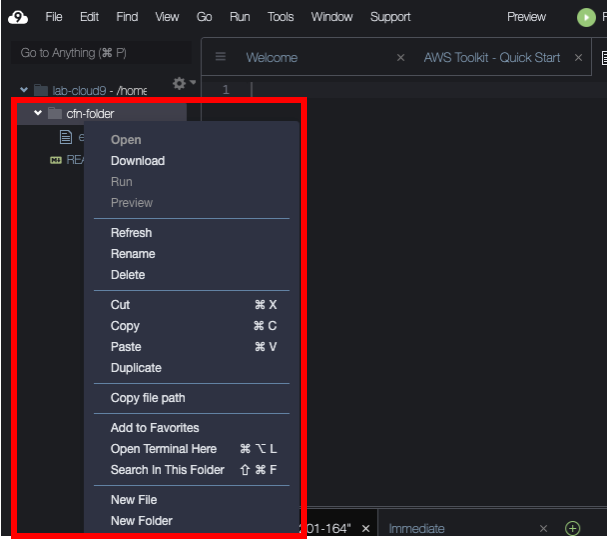 File Edit Find View Go Run Tools Window Support Preview
Go to Anything (⌘ P)
Welcome × AWS Toolkit - Quick Start ×
lab-cloud9 - /home
1
cfn-folder
Open
REA
Download
Run
Preview
Refresh
Rename
Delete
Cut ⌘ X
Copy ⌘ C
Paste ⌘ V
Duplicate
Copy file path
Add to Favorites
Open Terminal Here ⌘ ⌥ L
Search In This Folder ⇧ ⌘ F
New File
New Folder
201-164" × Immediate ×